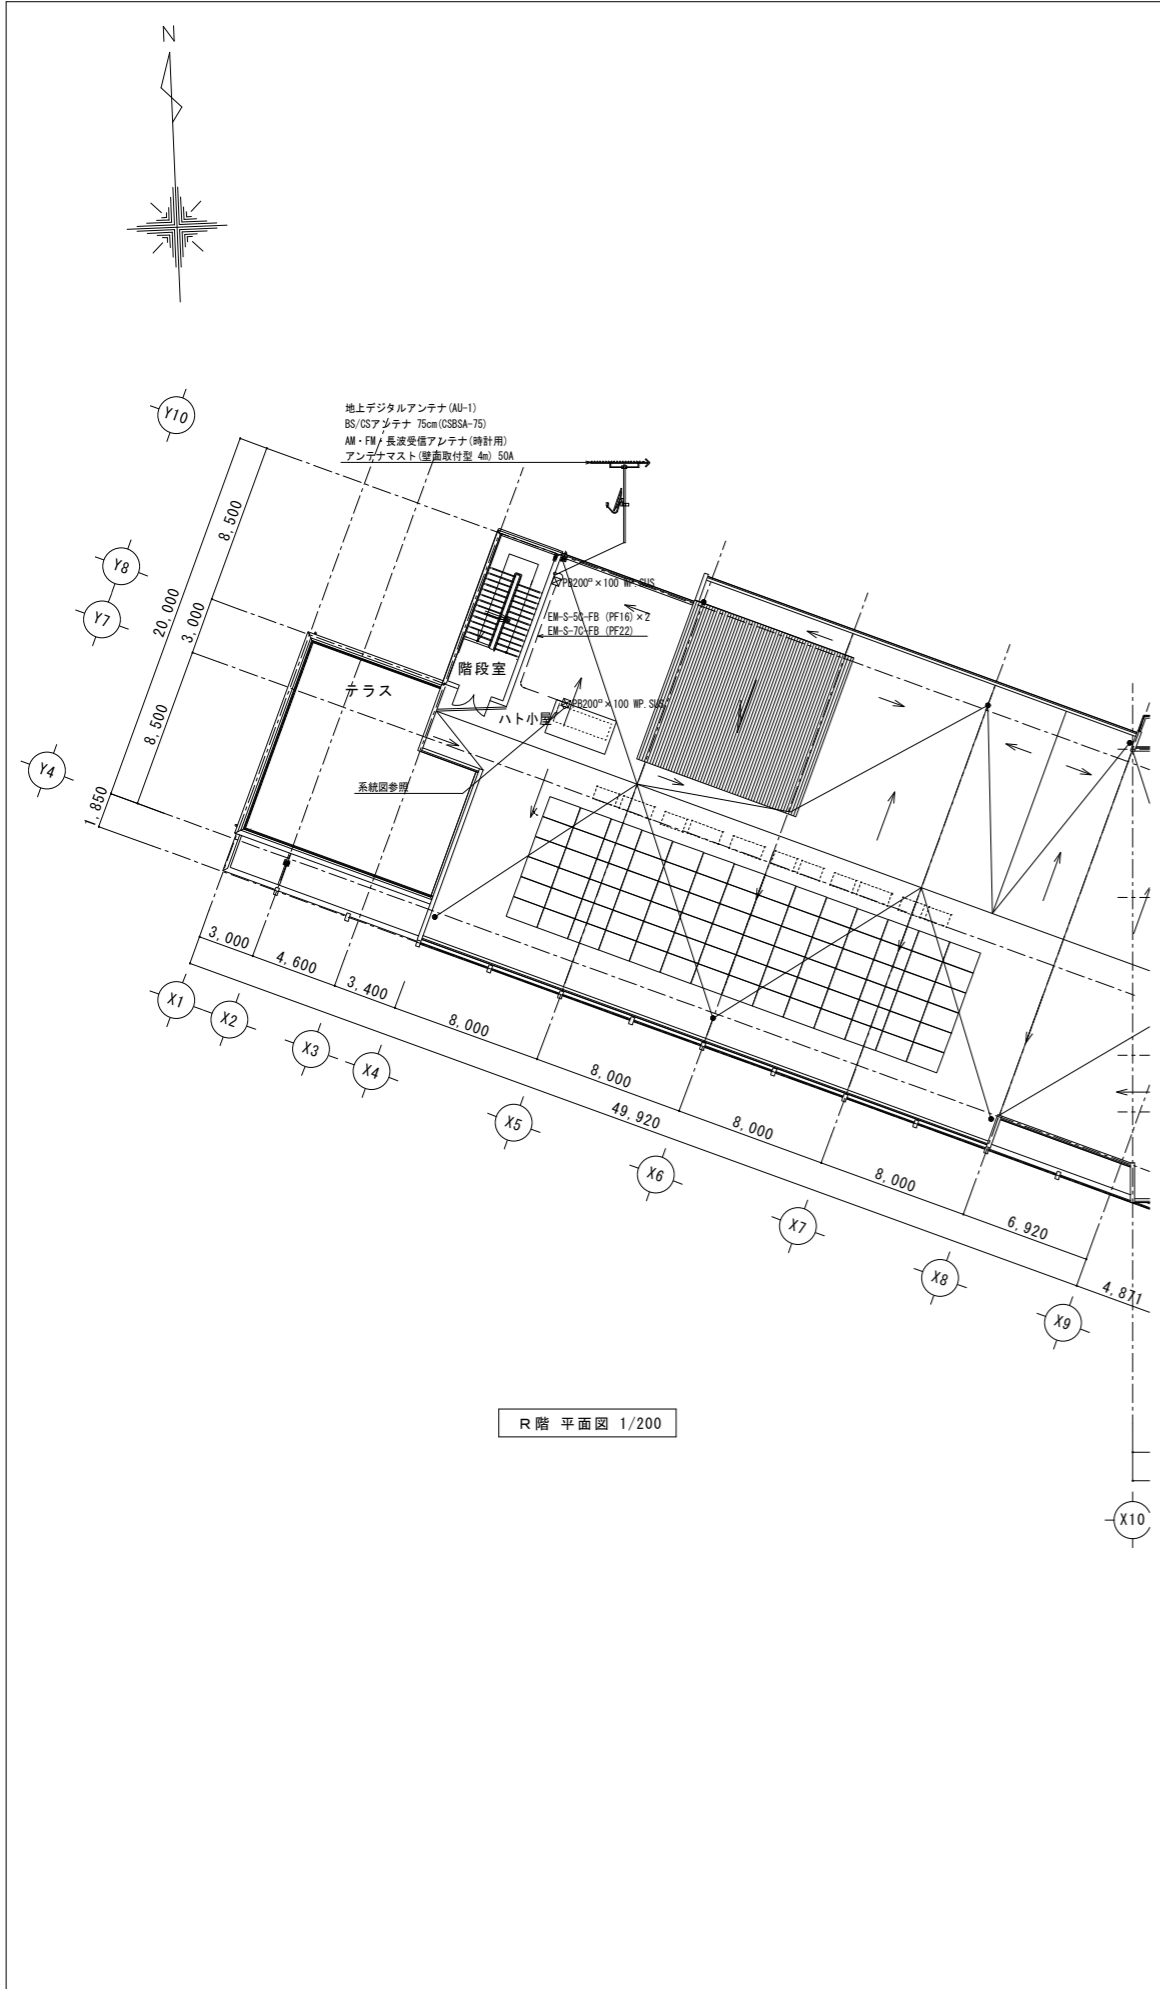 N
地上デジタルアンテナ(AU-1)
BS/CSアンテナ 75cm(CSBSA-75)
AM・FM・長波受信アンテナ(時計用)
アンテナマスト(壁面取付型 4m) 50A
Y10
8,500
Y8
Y7
20,000
3,000
8,500
Y4
1,850
PB200□×100 WP.SUS
EM-S-5C-FB (PF16)×2
EM-S-7C-FB (PF22)
階段室
テラス
PB200□×100 WP.SUS
ハト小屋
系統図参照
3,000
4,600
3,400
8,000
8,000
49,920
8,000
8,000
6,920
4,871
X1
X2
X3
X4
X5
X6
X7
X8
X9
X10
R階 平面図 1/200